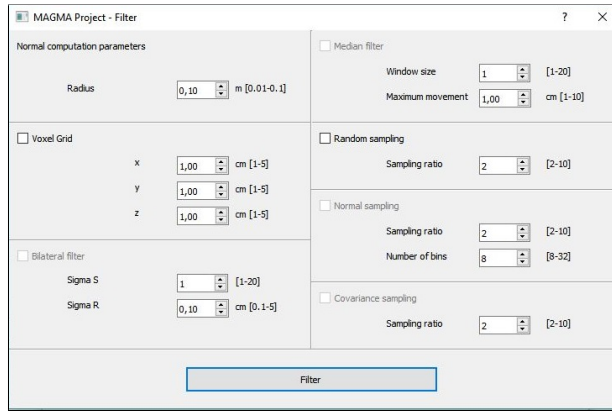 MAGMA Project - Filter ? ×
Normal computation parameters
Radius 0,10 m [0.01-0.1]
Voxel Grid
x 1,00 cm [1-5]
y 1,00 cm [1-5]
z 1,00 cm [1-5]
Bilateral filter
Sigma S 1 [1-20]
Sigma R 0,10 cm [0.1-5]
Median filter
Window size 1 [1-20]
Maximum movement 1,00 cm [1-10]
Random sampling
Sampling ratio 2 [2-10]
Normal sampling
Sampling ratio 2 [2-10]
Number of bins 8 [8-32]
Covariance sampling
Sampling ratio 2 [2-10]
Filter